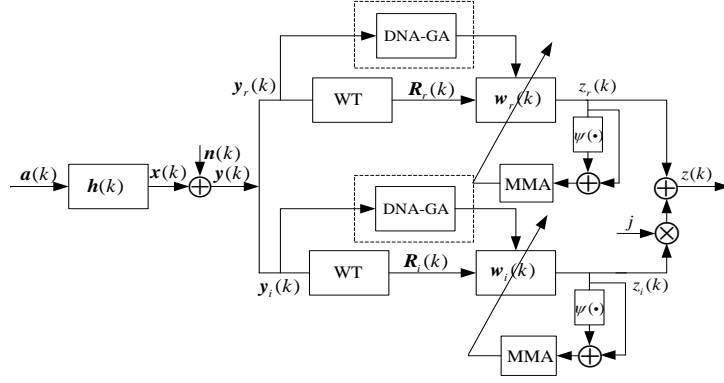 DNA-GA
y_r(k)
WT
R_r(k)
w_r(k)
z_r(k)
ψ(•)
n(k)
a(k)
h(k)
x(k)
y(k)
MMA
z(k)
DNA-GA
j
y_i(k)
WT
R_i(k)
w_i(k)
z_i(k)
ψ(•)
MMA